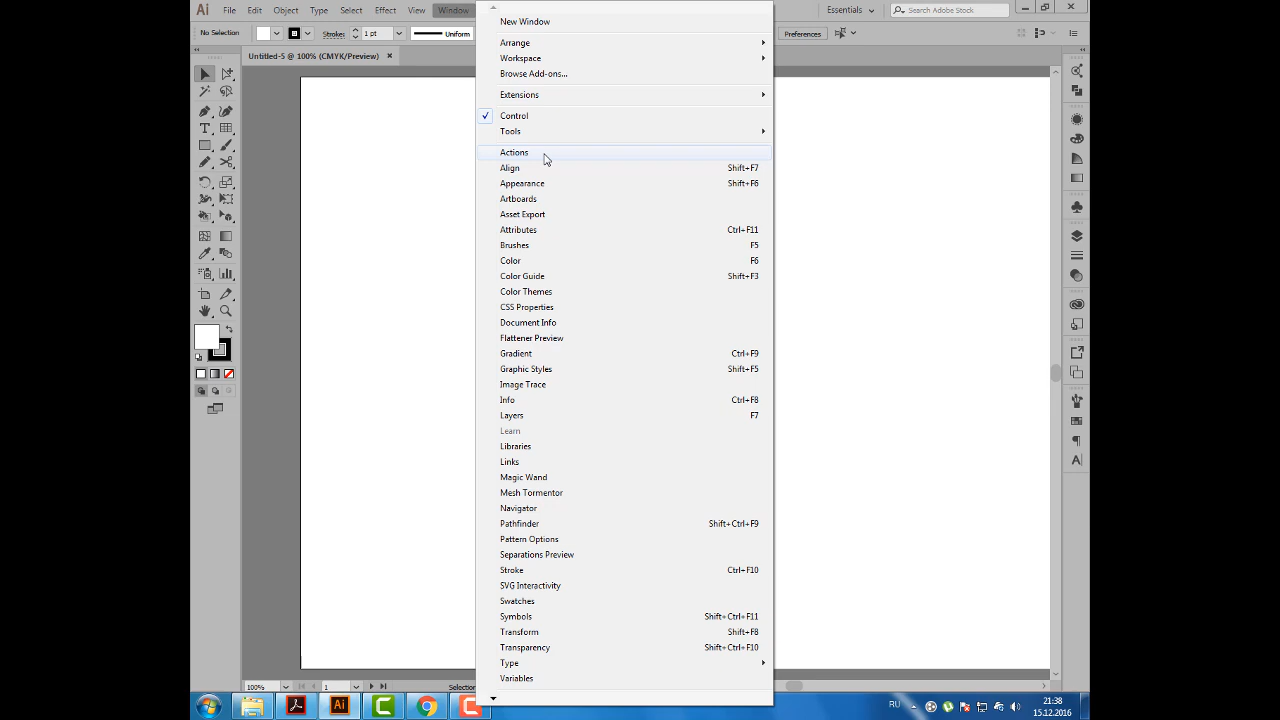 Ai File Edit Object Type Select Effect View Window Essentials Search Adobe Stock
No Selection Strokes 1 pt Uniform Preferences
Untitled-5 @ 100% (CMYK/Preview)
New Window
Arrange
Workspace
Browse Add-ons...
Extensions
Control
Tools
Actions
Align Shift+F7
Appearance Shift+F6
Artboards
Asset Export
Attributes Ctrl+F11
Brushes F5
Color F6
Color Guide Shift+F3
Color Themes
CSS Properties
Document Info
Flattener Preview
Gradient Ctrl+F9
Graphic Styles Shift+F5
Image Trace
Info Ctrl+F8
Layers F7
Learn
Libraries
Links
Magic Wand
Mesh Tormentor
Navigator
Pathfinder Shift+Ctrl+F9
Pattern Options
Separations Preview
Stroke Ctrl+F10
SVG Interactivity
Swatches
Symbols Shift+Ctrl+F11
Transform Shift+F8
Transparency Shift+Ctrl+F10
Type
Variables
100% 1 Selection
Ai RU 21:38
15.12.2016